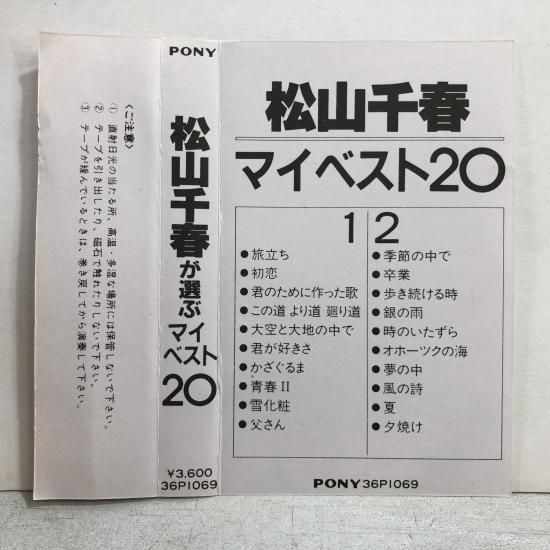 〈ご注意〉
① 直射日光の当たる所、高温・多湿な場所には保管しないで下さい。
② テープを引き出したり、磁石で触れたりしないで下さい。
③ テープが緩んでいるときは、巻き戻してから演奏して下さい。
PONY
松山千春が選ぶ
マイベスト20
¥3,600
36P1069
松山千春
マイベスト20
1
●旅立ち
●初恋
●君のために作った歌
●この道 より道 廻り道
●大空と大地の中で
●君が好きさ
●かざぐるま
●青春II
●雪化粧
●父さん
2
●季節の中で
●卒業
●歩き続ける時
●銀の雨
●時のいたずら
●オホーツクの海
●夢の中
●風の詩
●夏
●夕焼け
PONY 36P1069